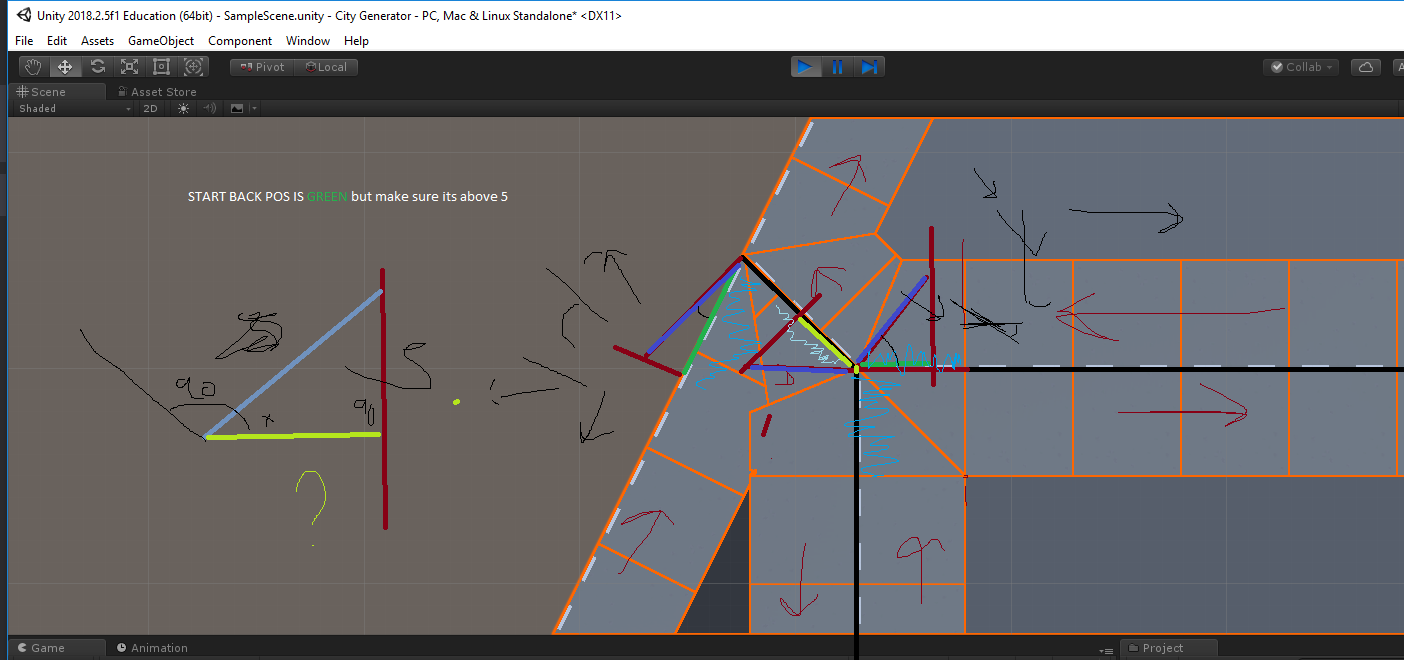 Unity 2018.2.5f1 Education (64bit) - SampleScene.unity - City Generator - PC, Mac & Linux Standalone* <DX11>
File Edit Assets GameObject Component Window Help
Pivot Local Collab
Scene Asset Store
Shaded 2D
START BACK POS IS GREEN but make sure its above 5
5
90
x
90
?
Game Animation Project